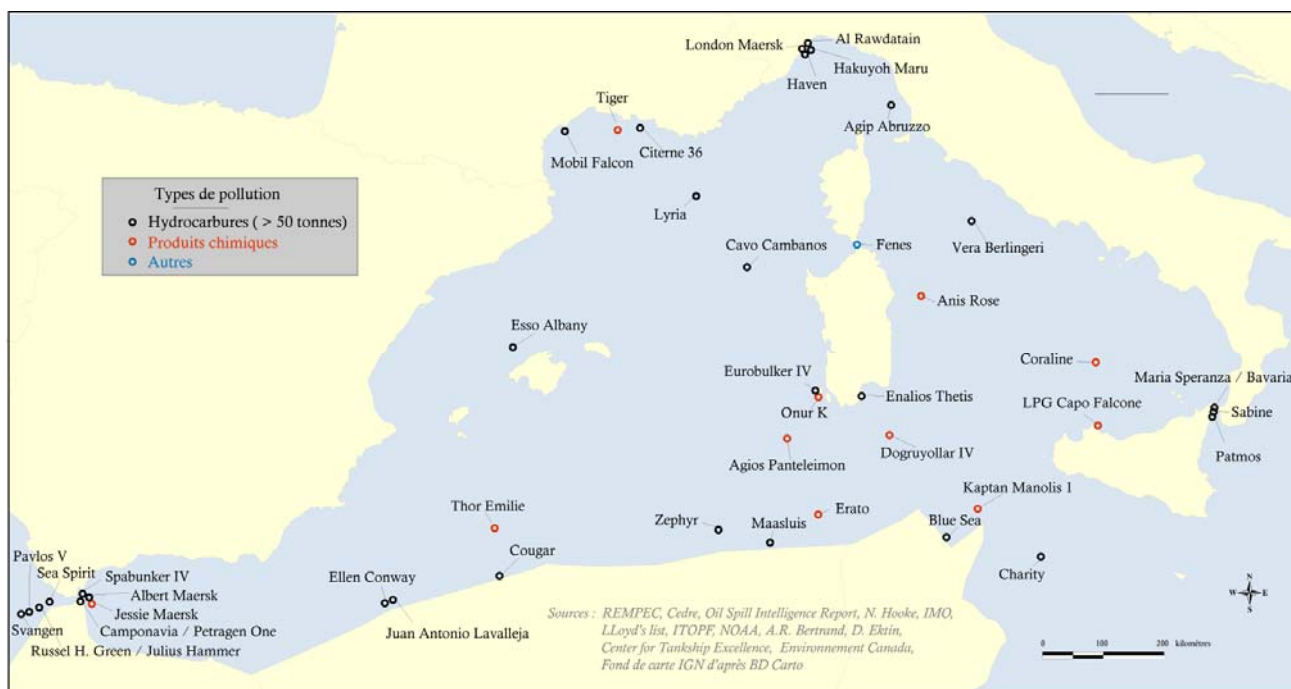 London Maersk
Al Rawdatain
Hakuyoh Maru
Haven
Tiger
Agip Abruzzo
Citerne 36
Mobil Falcon
Types de pollution
Hydrocarbures ( > 50 tonnes)
Produits chimiques
Autres
Lyria
Cavo Cambanos
Fenes
Vera Berlingeri
Anis Rose
Esso Albany
Coraline
Eurobulker IV
Maria Speranza / Bavaria
Onur K
Enalios Thetis
LPG Capo Falcone
Sabine
Agios Panteleimon
Dogruyollar IV
Patmos
Kaptan Manolis 1
Thor Emilie
Zephyr
Maasluis
Erato
Blue Sea
Pavlos V
Sea Spirit
Spabunker IV
Ellen Conway
Cougar
Charity
Albert Maersk
Jessie Maersk
Svangen
Camponavia / Petragen One
Juan Antonio Lavalleja
Russel H. Green / Julius Hammer
Sources : REMPEC, Cedre, Oil Spill Intelligence Report, N. Hooke, IMO,
LLoyd's list, ITOPF, NOAA, A.R. Bertrand, D. Ektin,
Center for Tankship Excellence, Environnement Canada,
Fond de carte IGN d'après BD Carto
N
W E
S
0 100 200 kilomètres